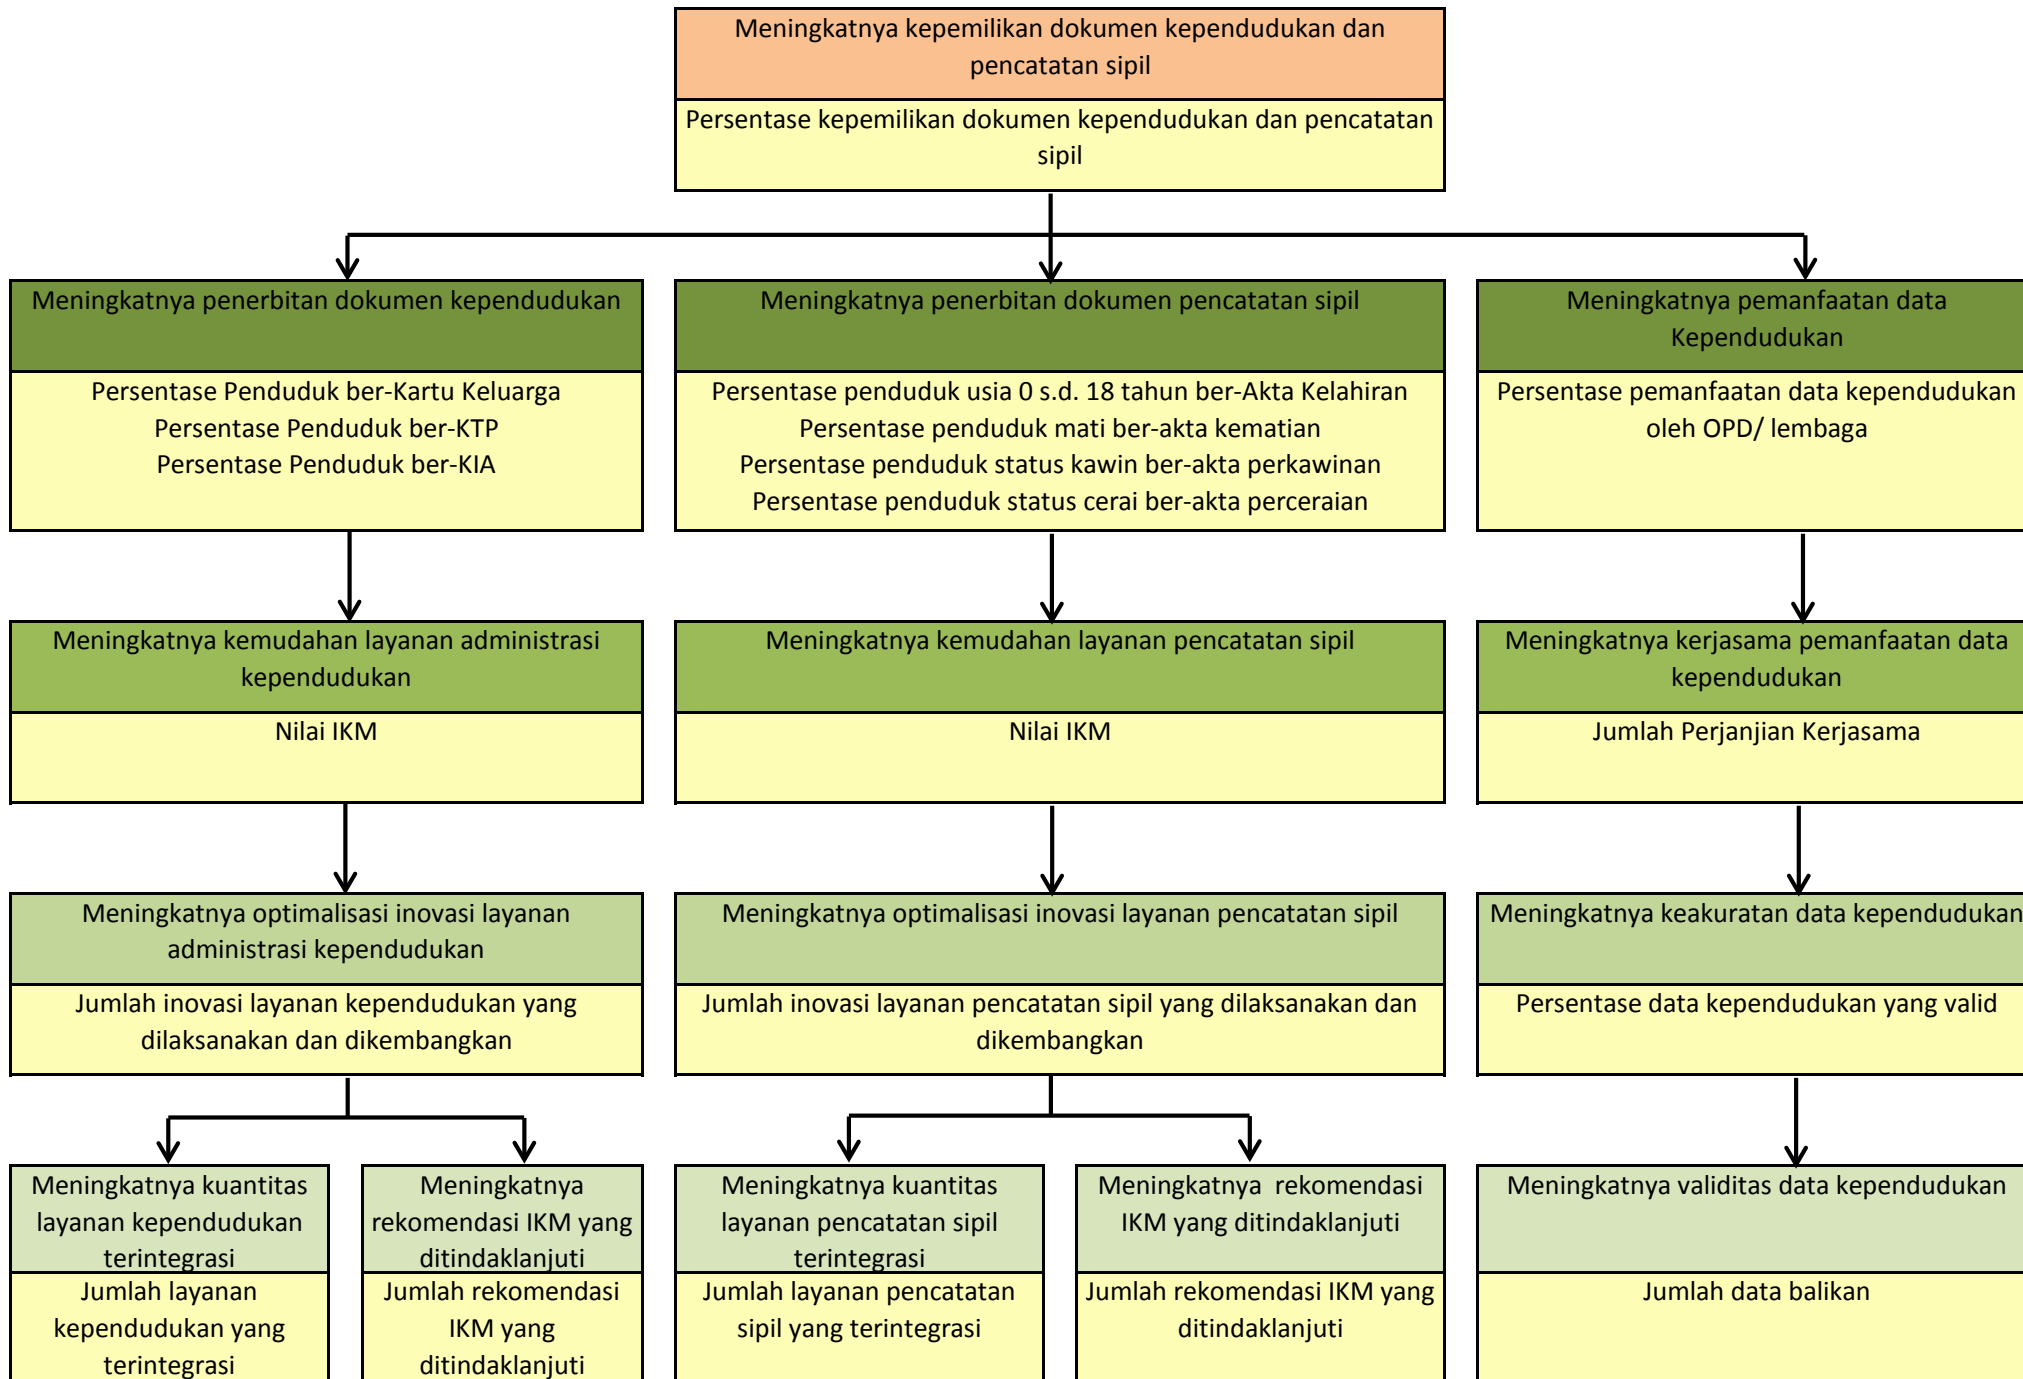 Meningkatnya kepemilikan dokumen kependudukan dan
pencatatan sipil
Persentase kepemilikan dokumen kependudukan dan pencatatan
sipil
Meningkatnya penerbitan dokumen kependudukan
Persentase Penduduk ber-Kartu Keluarga
Persentase Penduduk ber-KTP
Persentase Penduduk ber-KIA
Meningkatnya penerbitan dokumen pencatatan sipil
Persentase penduduk usia 0 s.d. 18 tahun ber-Akta Kelahiran
Persentase penduduk mati ber-akta kematian
Persentase penduduk status kawin ber-akta perkawinan
Persentase penduduk status cerai ber-akta perceraian
Meningkatnya pemanfaatan data
Kependudukan
Persentase pemanfaatan data kependudukan
oleh OPD/ lembaga
Meningkatnya kemudahan layanan administrasi
kependudukan
Nilai IKM
Meningkatnya kemudahan layanan pencatatan sipil
Nilai IKM
Meningkatnya kerjasama pemanfaatan data
kependudukan
Jumlah Perjanjian Kerjasama
Meningkatnya optimalisasi inovasi layanan
administrasi kependudukan
Jumlah inovasi layanan kependudukan yang
dilaksanakan dan dikembangkan
Meningkatnya optimalisasi inovasi layanan pencatatan sipil
Jumlah inovasi layanan pencatatan sipil yang dilaksanakan dan
dikembangkan
Meningkatnya keakuratan data kependudukan
Persentase data kependudukan yang valid
Meningkatnya kuantitas
layanan kependudukan
terintegrasi
Jumlah layanan
kependudukan yang
terintegrasi
Meningkatnya
rekomendasi IKM yang
ditindaklanjuti
Jumlah rekomendasi
IKM yang
ditindaklanjuti
Meningkatnya kuantitas
layanan pencatatan sipil
terintegrasi
Jumlah layanan pencatatan
sipil yang terintegrasi
Meningkatnya  rekomendasi
IKM yang ditindaklanjuti
Jumlah rekomendasi IKM yang
ditindaklanjuti
Meningkatnya validitas data kependudukan
Jumlah data balikan